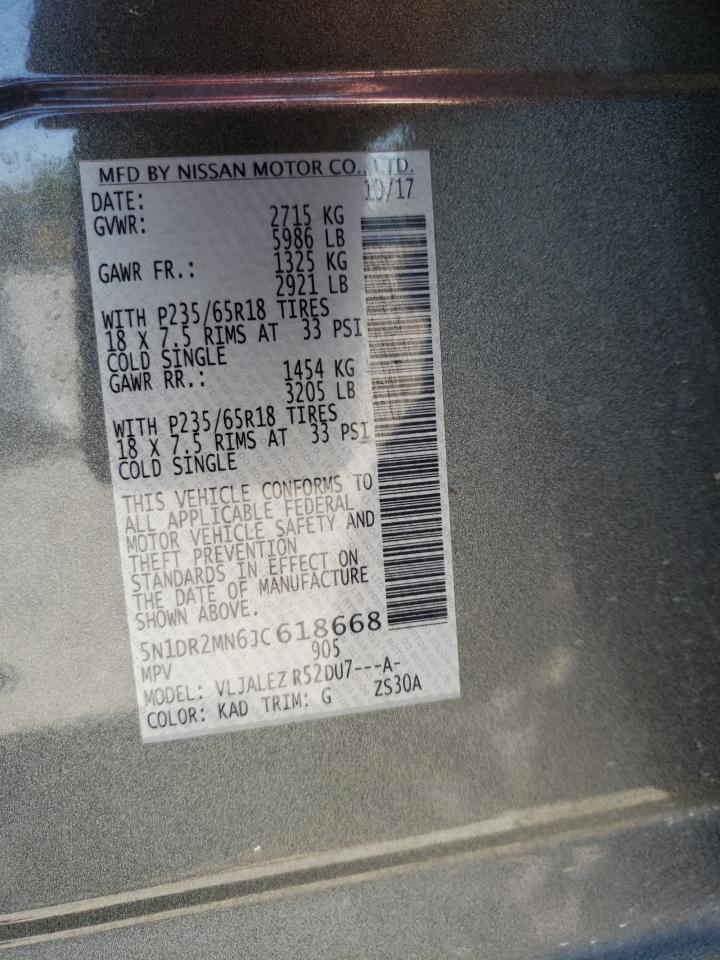 MFD BY NISSAN MOTOR CO., LTD.
DATE: 10/17
GVWR: 2715 KG
5986 LB
GAWR FR.: 1325 KG
2921 LB
WITH P235/65R18 TIRES
18 X 7.5 RIMS AT 33 PSI
COLD SINGLE
GAWR RR.: 1454 KG
3205 LB
WITH P235/65R18 TIRES
18 X 7.5 RIMS AT 33 PSI
COLD SINGLE
THIS VEHICLE CONFORMS TO
ALL APPLICABLE FEDERAL
MOTOR VEHICLE SAFETY AND
THEFT PREVENTION
STANDARDS IN EFFECT ON
THE DATE OF MANUFACTURE
SHOWN ABOVE.
5N1DR2MN6JC618668
MPV 905
MODEL: VLJALEZ R52DU7---A-
COLOR: KAD TRIM: G ZS30A